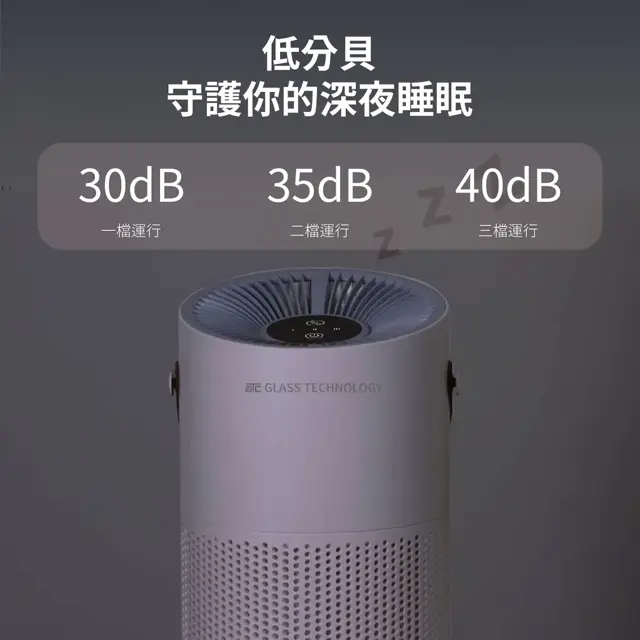 低分貝
守護你的深夜睡眠
30dB 35dB 40dB
一檔運行 二檔運行 三檔運行
z z z
GLASS TECHNOLOGY